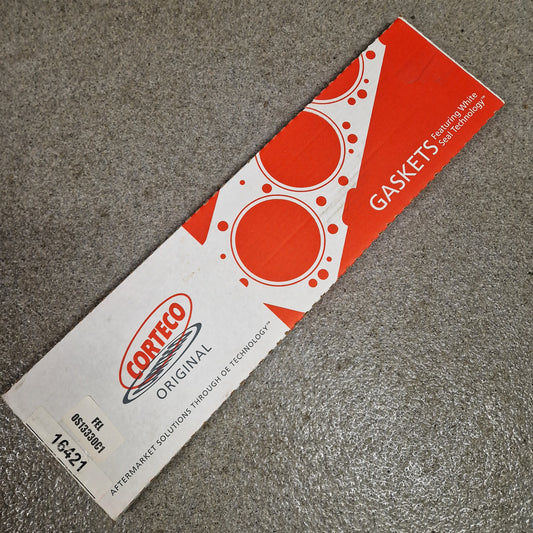 GASKETS
Featuring White
Seal Technology™
CORTECO
ORIGINAL
AFTERMARKET SOLUTIONS THROUGH OE TECHNOLOGY™
FEL
OS13330C1
16421